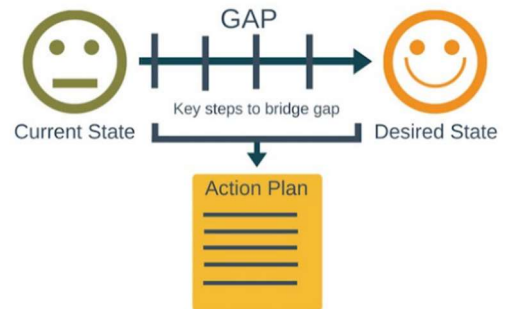 GAP
Key steps to bridge gap
Current State
Desired State
Action Plan